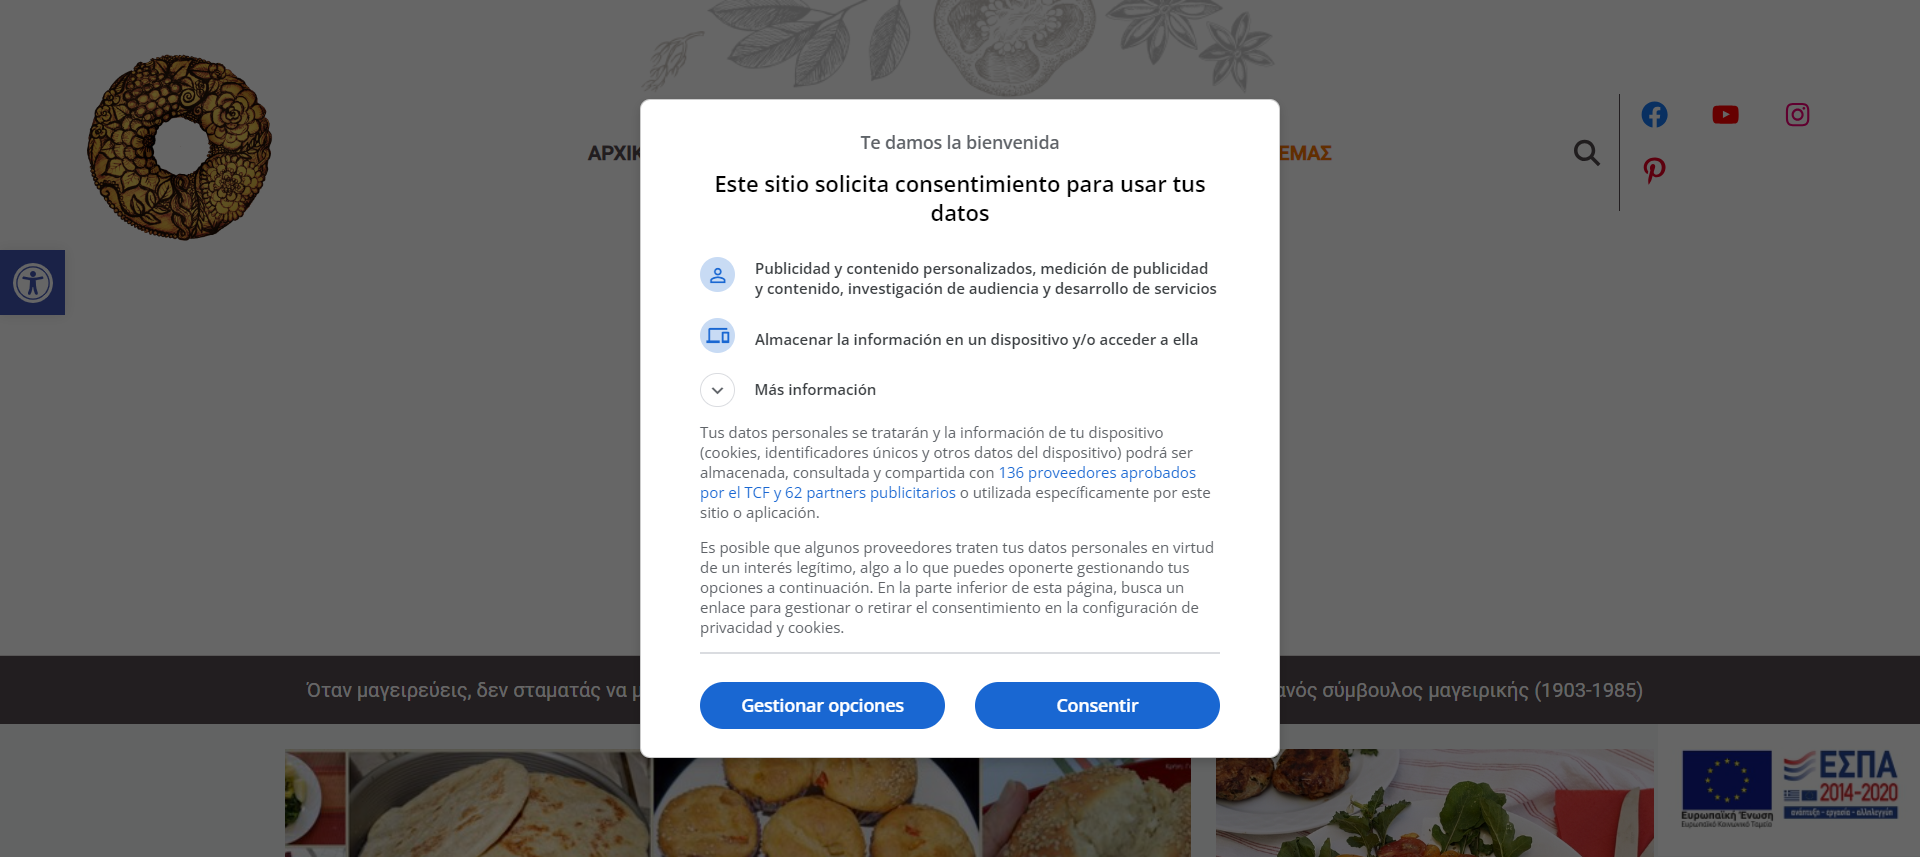 ΑΡΧΙΚ
ΕΜΑΣ
Te damos la bienvenida
Este sitio solicita consentimiento para usar tus
datos
Publicidad y contenido personalizados, medición de publicidad
y contenido, investigación de audiencia y desarrollo de servicios
Almacenar la información en un dispositivo y/o acceder a ella
Más información
Tus datos personales se tratarán y la información de tu dispositivo
(cookies, identificadores únicos y otros datos del dispositivo) podrá ser
almacenada, consultada y compartida con 136 proveedores aprobados
por el TCF y 62 partners publicitarios o utilizada específicamente por este
sitio o aplicación.
Es posible que algunos proveedores traten tus datos personales en virtud
de un interés legítimo, algo a lo que puedes oponerte gestionando tus
opciones a continuación. En la parte inferior de esta página, busca un
enlace para gestionar o retirar el consentimiento en la configuración de
privacidad y cookies.
Gestionar opciones
Consentir
Όταν μαγειρεύεις, δεν σταματάς να μ
ανός σύμβουλος μαγειρικής (1903-1985)
Ευρωπαϊκή Ένωση
Ευρωπαϊκό Κοινωνικό Ταμείο
ΕΣΠΑ
2014-2020
ανάπτυξη - εργασία - αλληλεγγύη